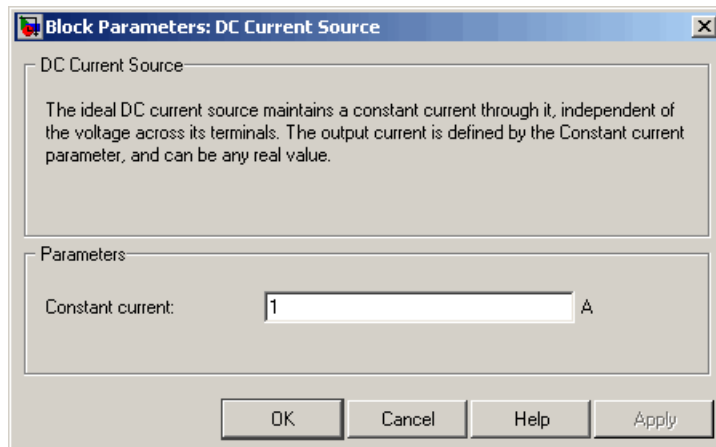 Block Parameters: DC Current Source
DC Current Source
The ideal DC current source maintains a constant current through it, independent of
the voltage across its terminals. The output current is defined by the Constant current
parameter, and can be any real value.
Parameters
Constant current:
1
A
OK
Cancel
Help
Apply